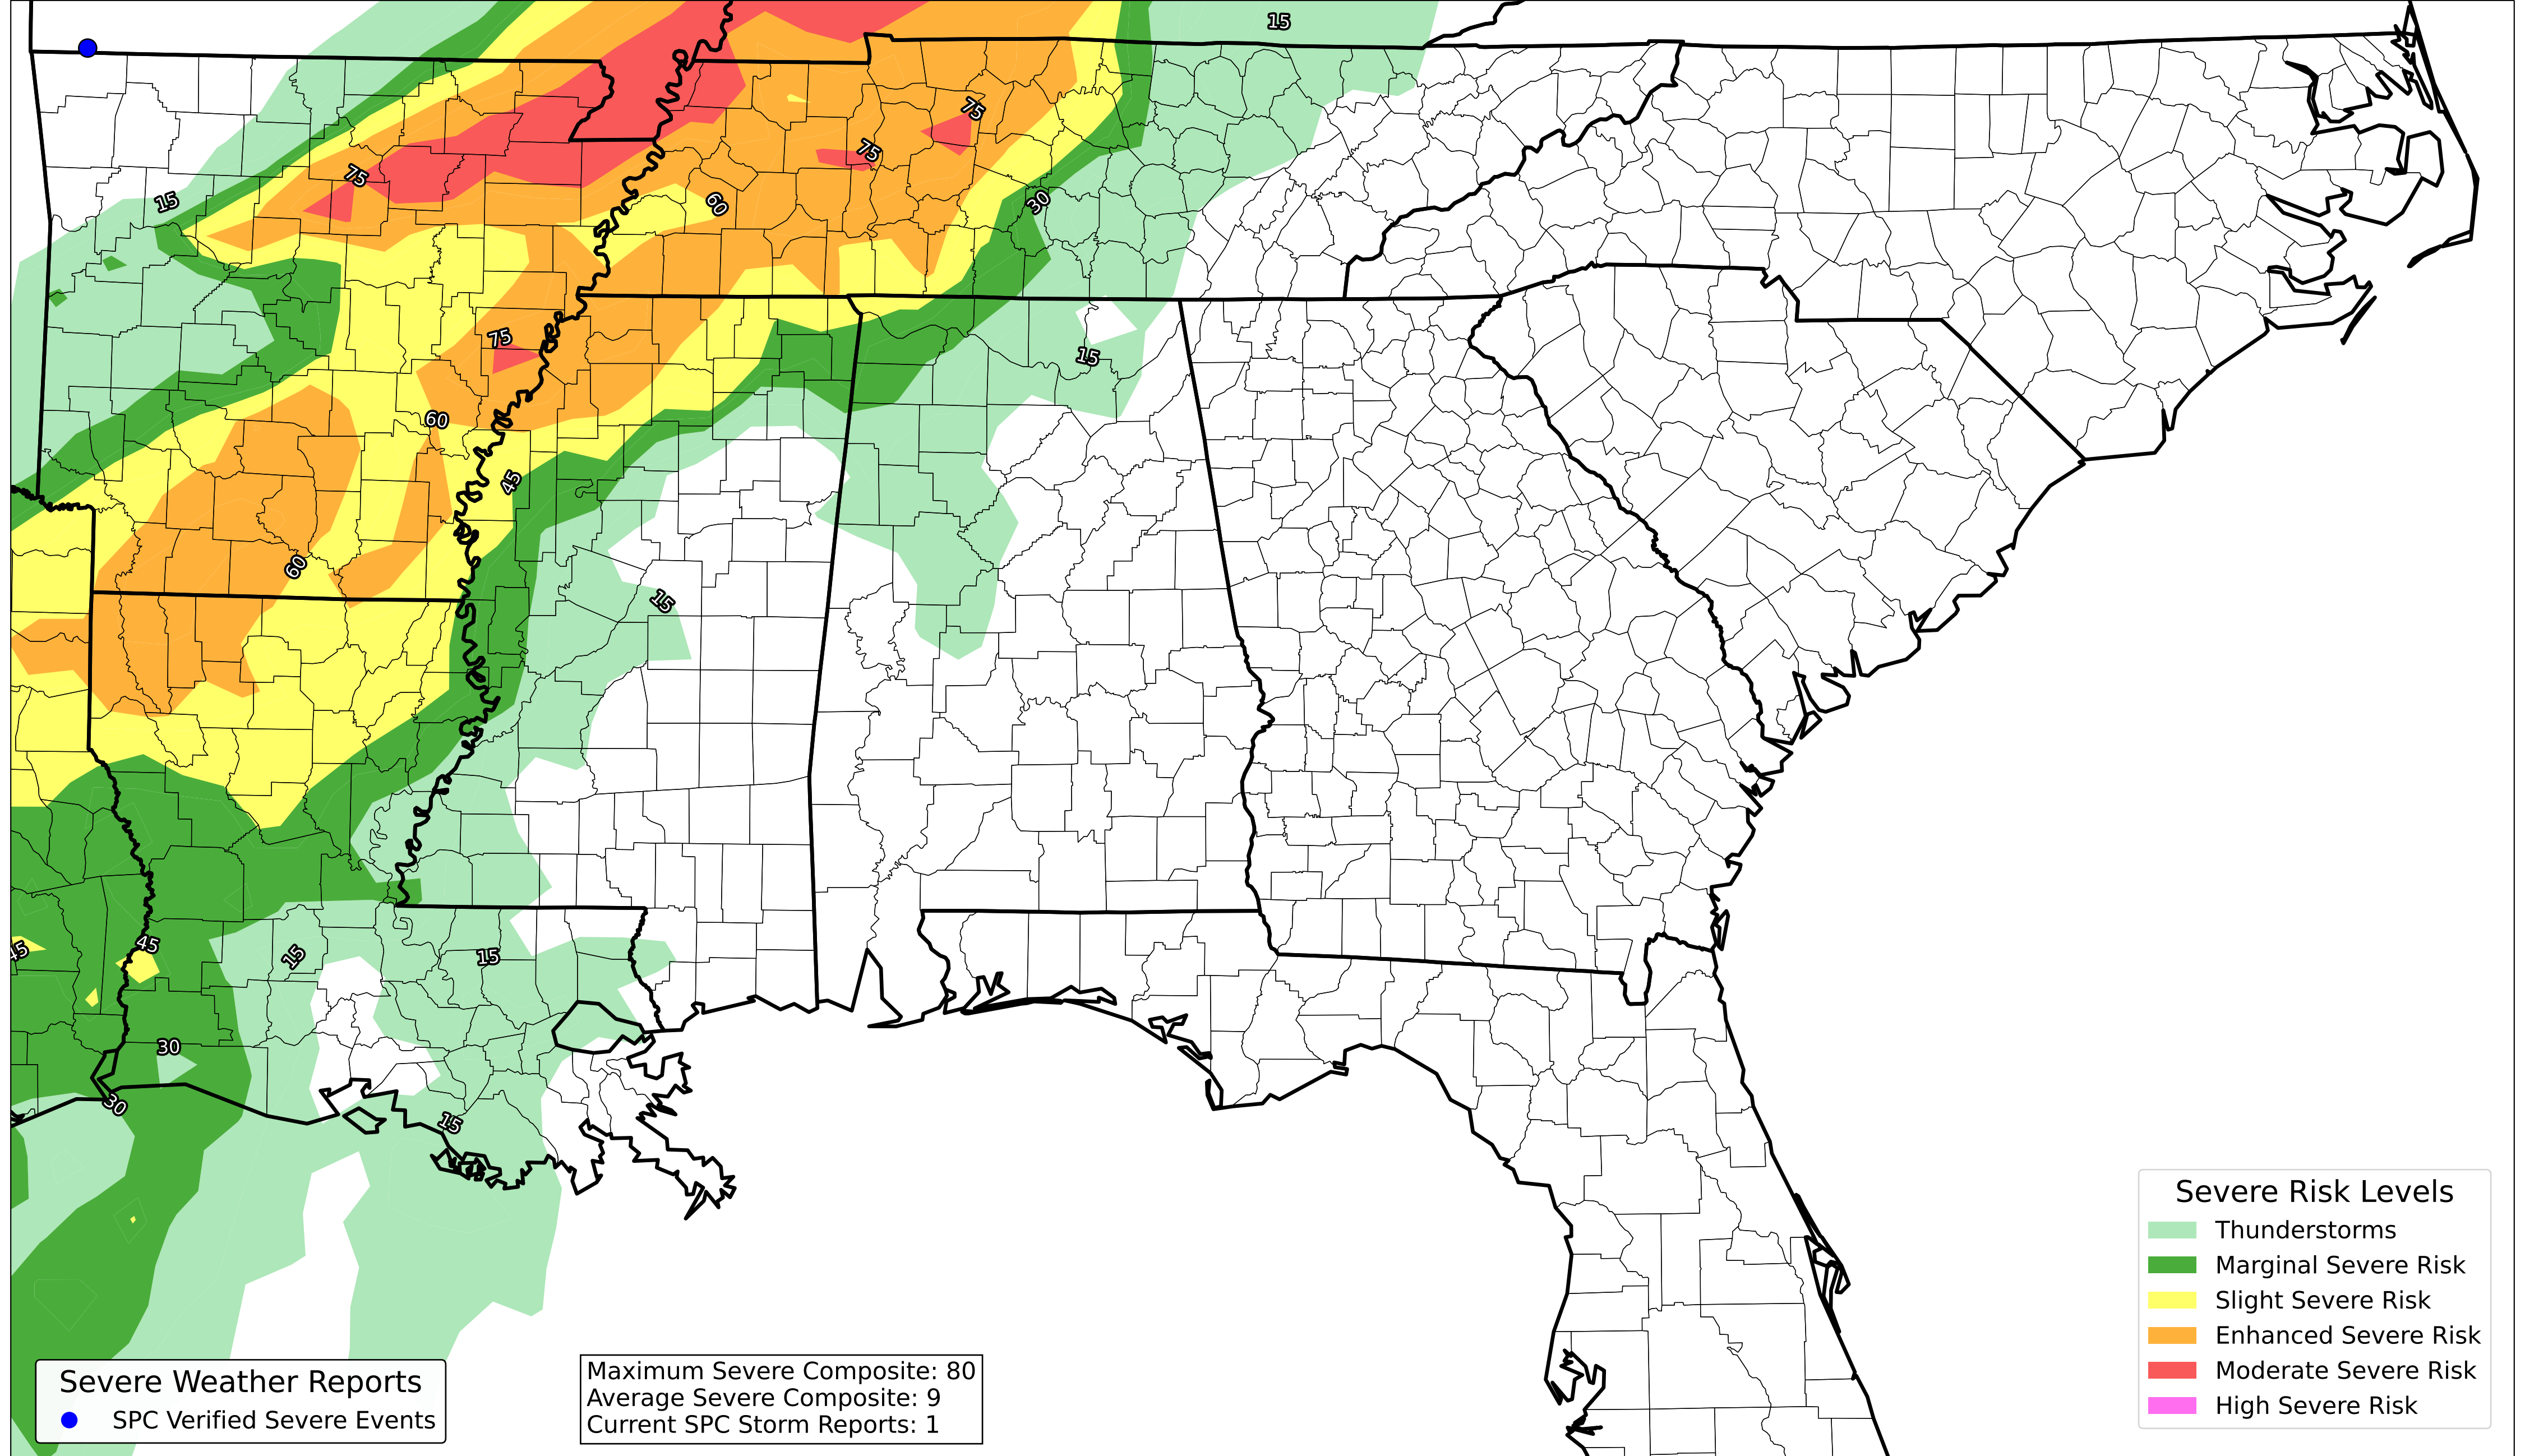 15
75
75
15
75
60
30
75
15
60
45
60
15
45
45
15
15
30
30
15
Severe Risk Levels
Thunderstorms
Marginal Severe Risk
Slight Severe Risk
Enhanced Severe Risk
Moderate Severe Risk
High Severe Risk
Severe Weather Reports
SPC Verified Severe Events
Maximum Severe Composite: 80
Average Severe Composite: 9
Current SPC Storm Reports: 1